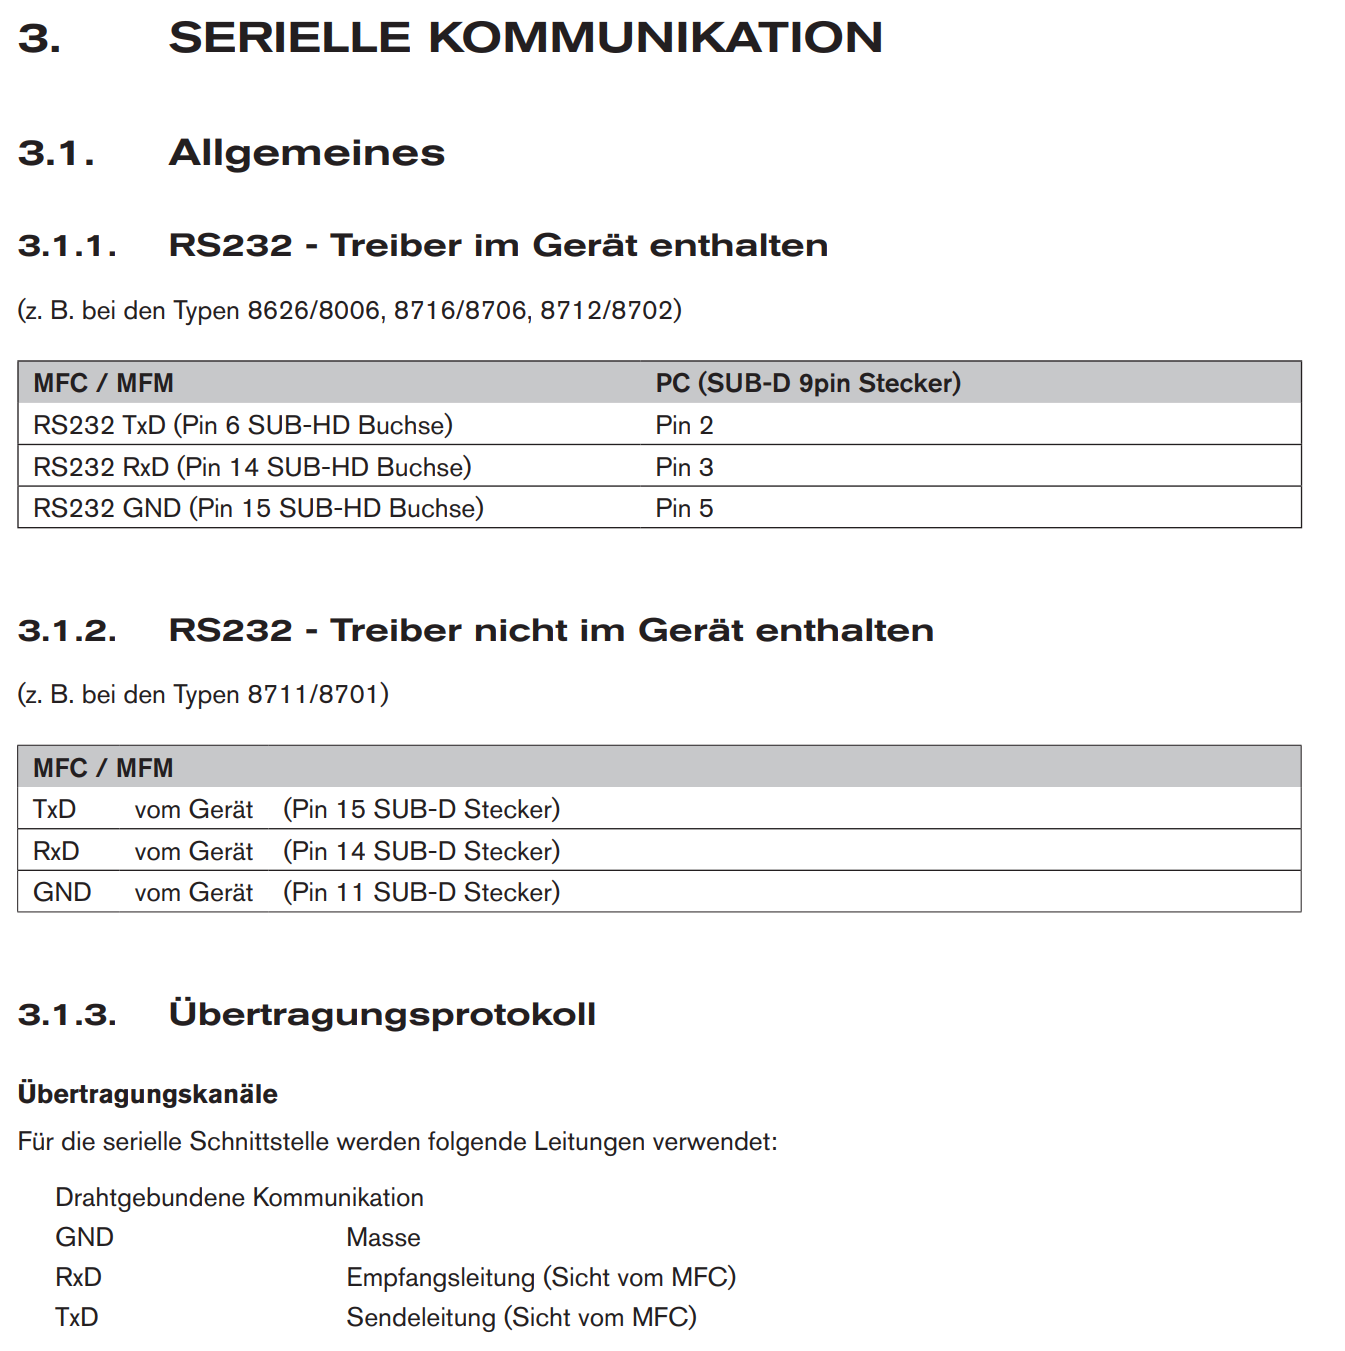 3. SERIELLE KOMMUNIKATION
3.1. Allgemeines
3.1.1. RS232 - Treiber im Gerät enthalten
(z. B. bei den Typen 8626/8006, 8716/8706, 8712/8702)
MFC / MFM PC (SUB-D 9pin Stecker)
RS232 TxD (Pin 6 SUB-HD Buchse) Pin 2
RS232 RxD (Pin 14 SUB-HD Buchse) Pin 3
RS232 GND (Pin 15 SUB-HD Buchse) Pin 5
3.1.2. RS232 - Treiber nicht im Gerät enthalten
(z. B. bei den Typen 8711/8701)
MFC / MFM
TxD vom Gerät (Pin 15 SUB-D Stecker)
RxD vom Gerät (Pin 14 SUB-D Stecker)
GND vom Gerät (Pin 11 SUB-D Stecker)
3.1.3. Übertragungsprotokoll
Übertragungskanäle
Für die serielle Schnittstelle werden folgende Leitungen verwendet:
Drahtgebundene Kommunikation
GND Masse
RxD Empfangsleitung (Sicht vom MFC)
TxD Sendeleitung (Sicht vom MFC)